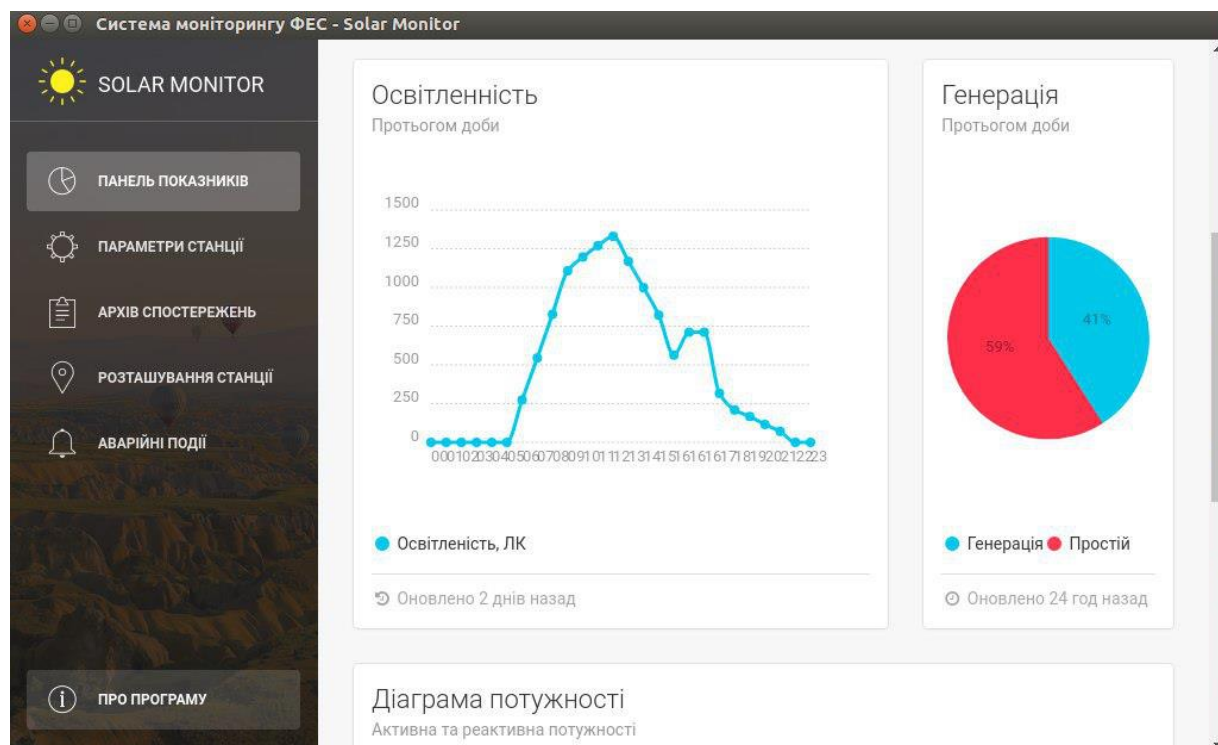 Система моніторингу ФЕС - Solar Monitor
SOLAR MONITOR
ПАНЕЛЬ ПОКАЗНИКІВ
ПАРАМЕТРИ СТАНЦІЇ
АРХІВ СПОСТЕРЕЖЕНЬ
РОЗТАШУВАННЯ СТАНЦІЇ
АВАРІЙНІ ПОДІЇ
ПРО ПРОГРАМУ
Освітленність
Протьогом доби
1500
1250
1000
750
500
250
0
Освітленість, ЛК
Оновлено 2 днів назад
Генерація
Протьогом доби
41%
59%
Генерація Простій
Оновлено 24 год назад
Діаграма потужності
Активна та реактивна потужності